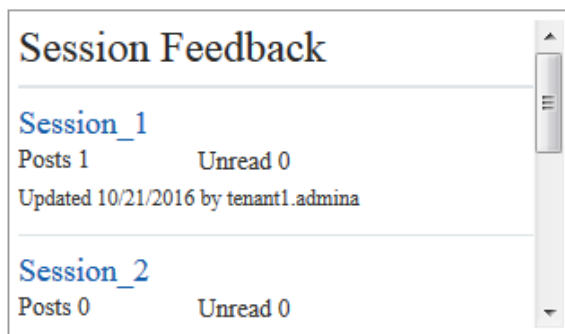 Session Feedback
Session_1
Posts 1 Unread 0
Updated 10/21/2016 by tenant1.admina
Session_2
Posts 0 Unread 0